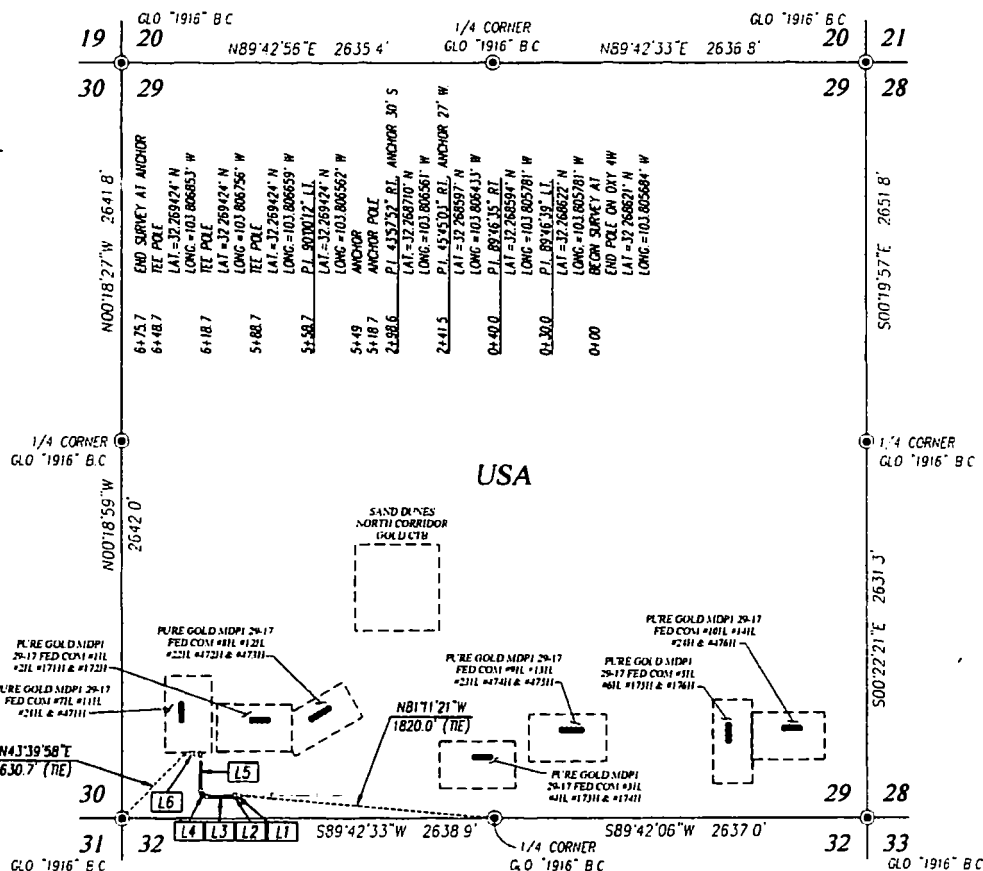 GLO "1916" B C
19 20
30 29
N89°42'56"E 2635 4'
1/4 CORNER
GLO "1916" B C
N89°42'33"E 2636 8'
GLO "1916" B C
20 21
29 28
N00°18'27"W 2641 8'
S00°19'57"E 2651 8'
6+75.7 END SURVEY AT ANCHOR
6+48.7 TEE POLE
LAT.=32.269424° N
LONG.=103.806853° W
6+18.7 TEE POLE
LAT.=32.269424° N
LONG.=103.806756° W
5+88.7 TEE POLE
LAT.=32.269424° N
LONG.=103.806659° W
5+58.7 P.I. 90°00'12" LT.
LAT.=32.269424° N
LONG.=103.806562° W
5+49 ANCHOR
5+18 7 ANCHOR POLE
2+98.6 P.I. 43°57'52" RT. ANCHOR 30' S
LAT.=32.268710° N
LONG.=103.806561° W
2+41.5 P.I. 45°45'03" RT. ANCHOR 27' W
LAT.=32.268597° N
LONG.=103.806433° W
0+40.0 P.I. 89°46'35" RT.
LAT.=32.268594° N
LONG.=103.805781° W
0+30.0 P.I. 89°46'39" LT.
LAT.=32.268622° N
LONG.=103.805781° W
0+00 BEGIN SURVEY AT
END POLE ON OXY 4W
LAT.=32.268621° N
LONG.=103.805684° W
1/4 CORNER
GLO "1916" B.C
1/4 CORNER
GLO "1916" B C
USA
N00°18'59"W
2642 0'
S00°22'21"E 2631 3'
SAND DUNES
NORTH CORRIDOR
GOLD CTB
PURE GOLD MDP1
29-17 FED COM #1H
#2H #171H & #172H
PURE GOLD MDP1 29-17
FED COM #8H #12H
#22H #472H & #473H
PURE GOLD MDP1 29-17
FED COM #7H #11H
#21H & #471H
PURE GOLD MDP1 29-17
FED COM #9H #13H
#23H #474H & #475H
PURE GOLD MDP1 29-17
FED COM #10H #14H
#24H & #476H
PURE GOLD MDP1
29-17 FED COM #5H
#6H #175H & #176H
PURE GOLD MDP1
29-17 FED COM #3H
#4H #173H & #174H
N81°11'21"W
1820.0' (TIE)
N43°39'58"E
630.7' (TIE)
L5
L6
L4 L3 L2 L1
30
31 32
GLO "1916" B C
S89°42'33"W 2638 9'
1/4 CORNER
GLO "1916" B C
S89°42'06"W 2637 0'
29 28
32 33
GLO "1916" B C